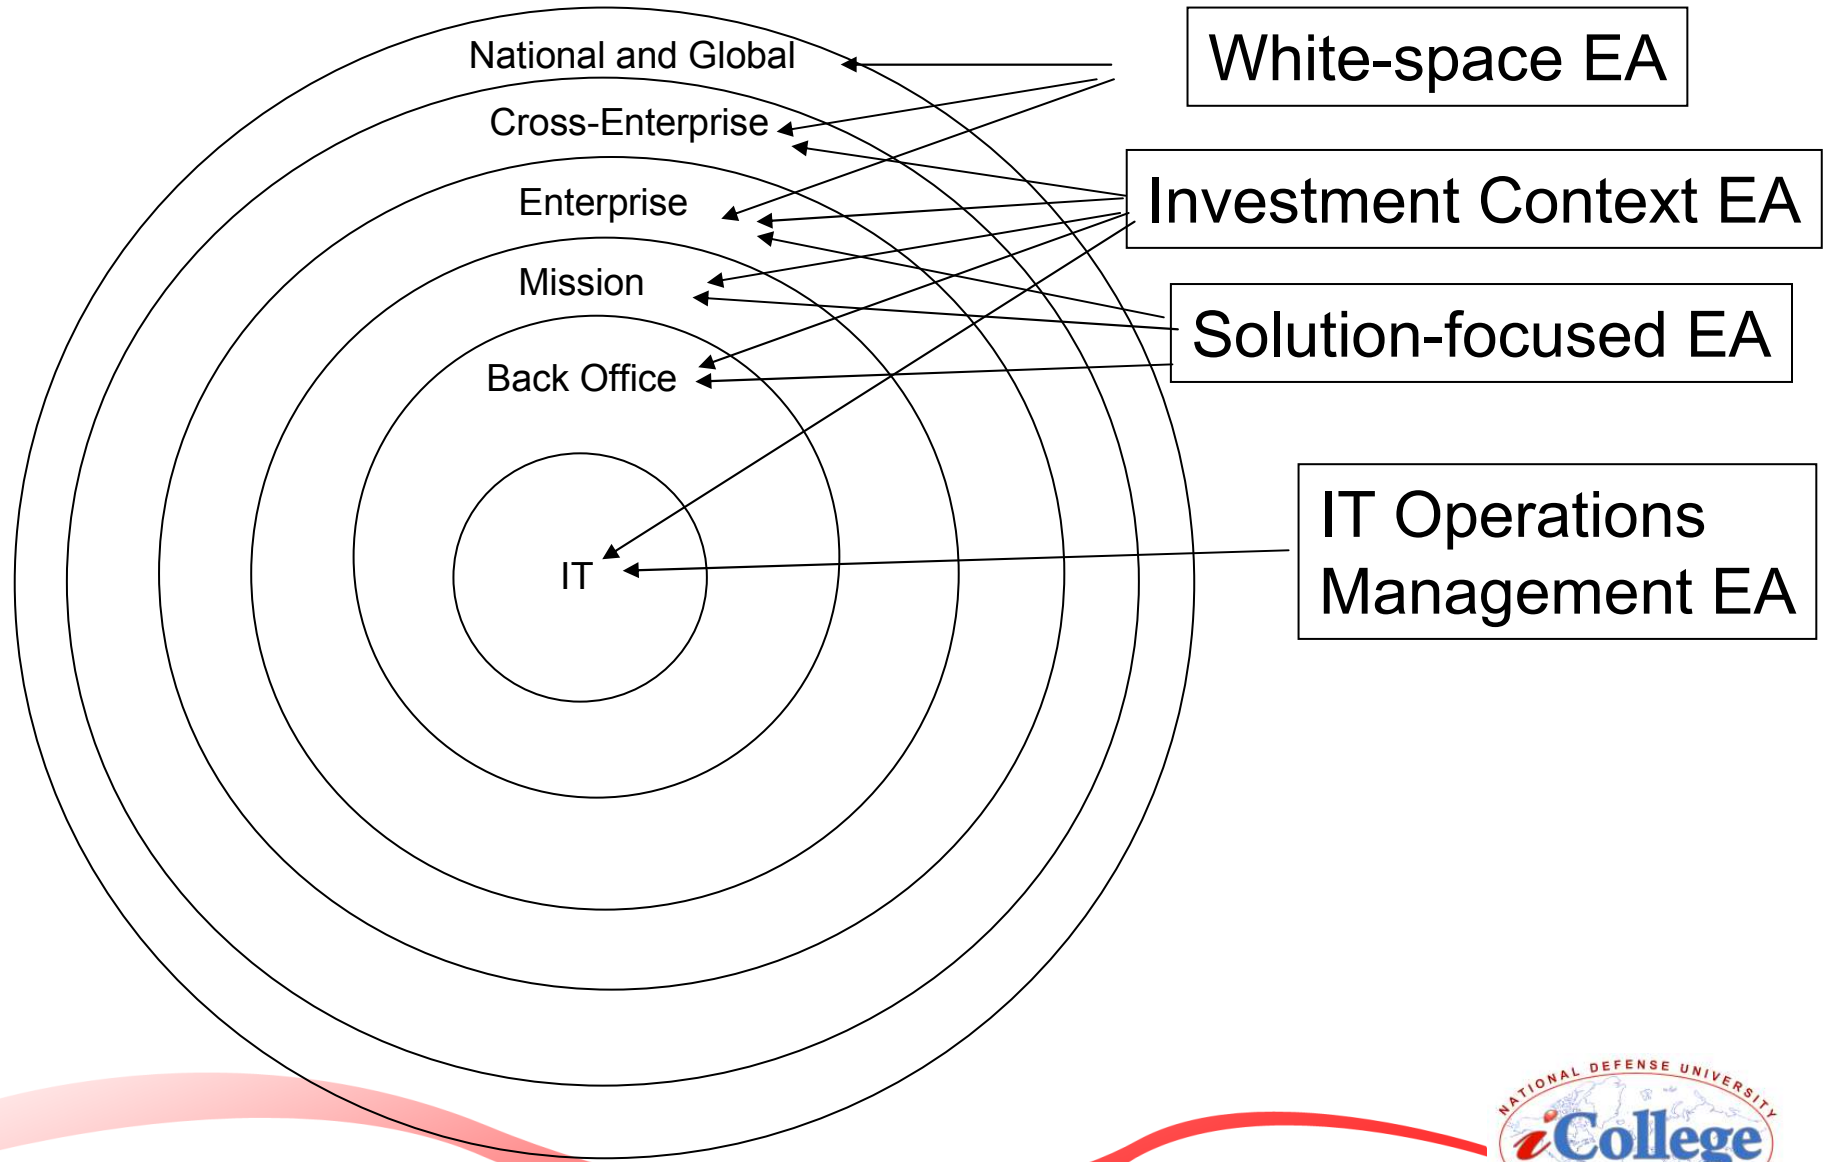 National and Global
White-space EA
Cross-Enterprise
Investment Context EA
Enterprise
Mission
Solution-focused EA
Back Office
IT Operations
Management EA
IT
NATIONAL DEFENSE UNIVERSITY
iCollege